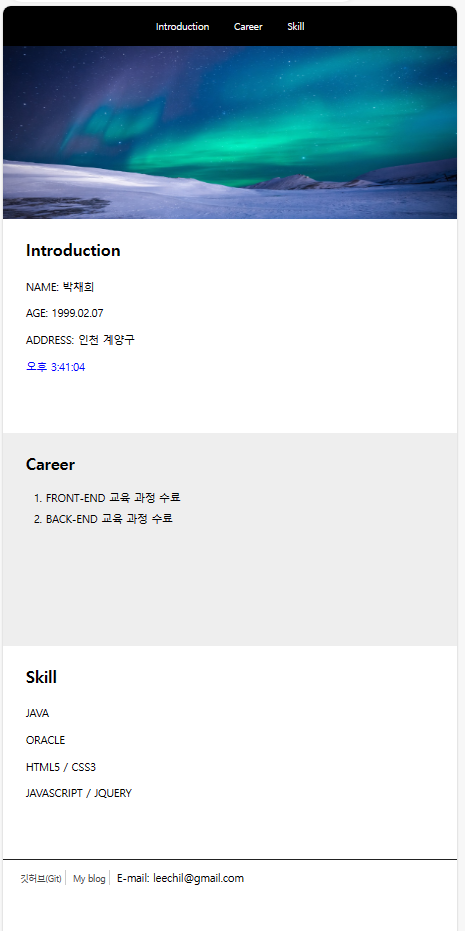 Introduction Career Skill
Introduction
NAME: 박채희
AGE: 1999.02.07
ADDRESS: 인천 계양구
오후 3:41:04
Career
1. FRONT-END 교육 과정 수료
2. BACK-END 교육 과정 수료
Skill
JAVA
ORACLE
HTML5 / CSS3
JAVASCRIPT / JQUERY
깃허브(Git) My blog E-mail: leechil@gmail.com